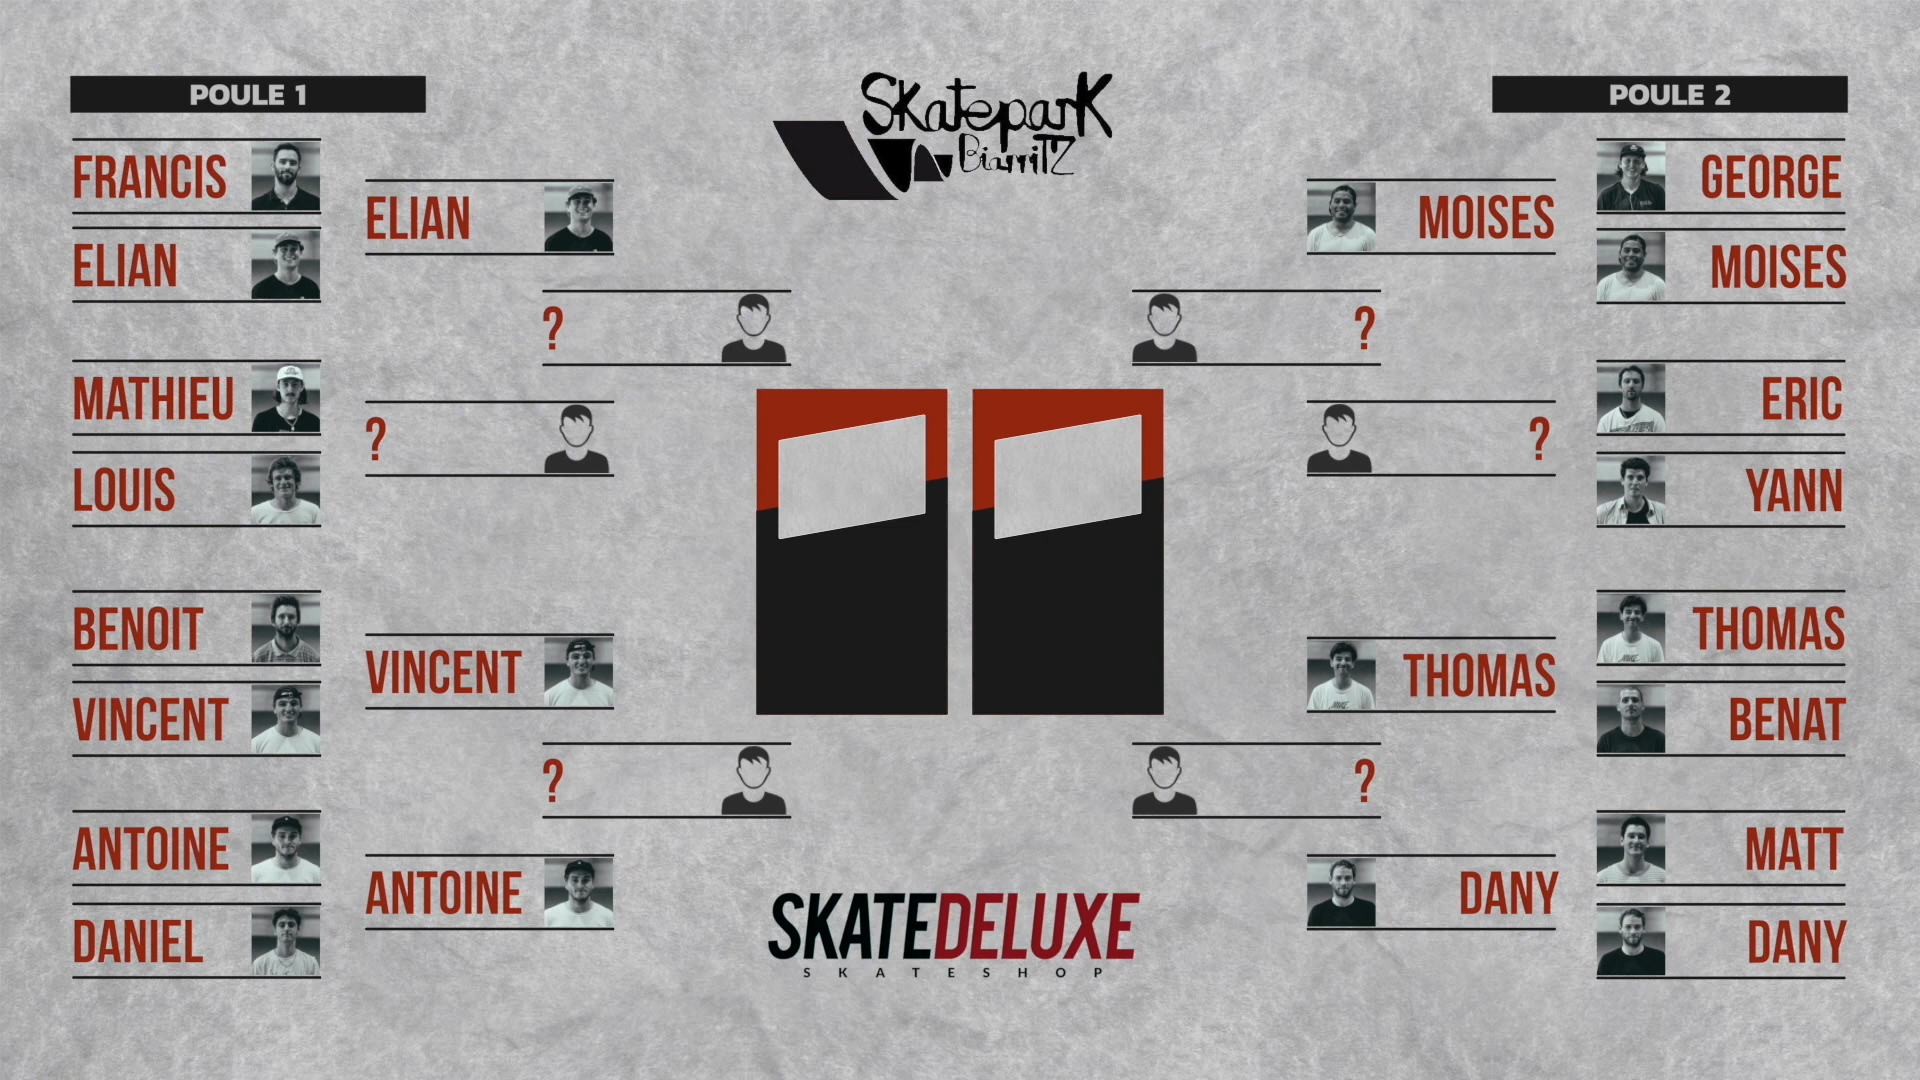 POULE 1
FRANCIS
ELIAN
MATHIEU
LOUIS
BENOIT
VINCENT
ANTOINE
DANIEL
ELIAN
?
VINCENT
ANTOINE
?
?
Skatepark
Biarritz
SKATEDELUXE
SKATESHOP
?
?
MOISES
?
THOMAS
DANY
POULE 2
GEORGE
MOISES
ERIC
YANN
THOMAS
BENAT
MATT
DANY